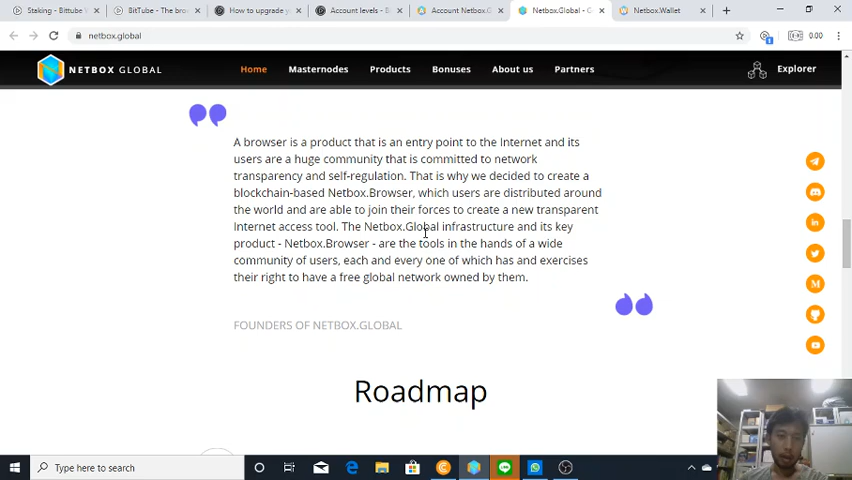 Staking - Bittube
BitTube - The bro
How to upgrade y
Account levels - B
Account Netbox.G
Netbox.Global - G
Netbox.Wallet
netbox.global
0.00
NETBOX GLOBAL
Home
Masternodes
Products
Bonuses
About us
Partners
Explorer
A browser is a product that is an entry point to the Internet and its
users are a huge community that is committed to network
transparency and self-regulation. That is why we decided to create a
blockchain-based Netbox.Browser, which users are distributed around
the world and are able to join their forces to create a new transparent
Internet access tool. The Netbox.Global infrastructure and its key
product - Netbox.Browser - are the tools in the hands of a wide
community of users, each and every one of which has and exercises
their right to have a free global network owned by them.
FOUNDERS OF NETBOX.GLOBAL
Roadmap
Type here to search